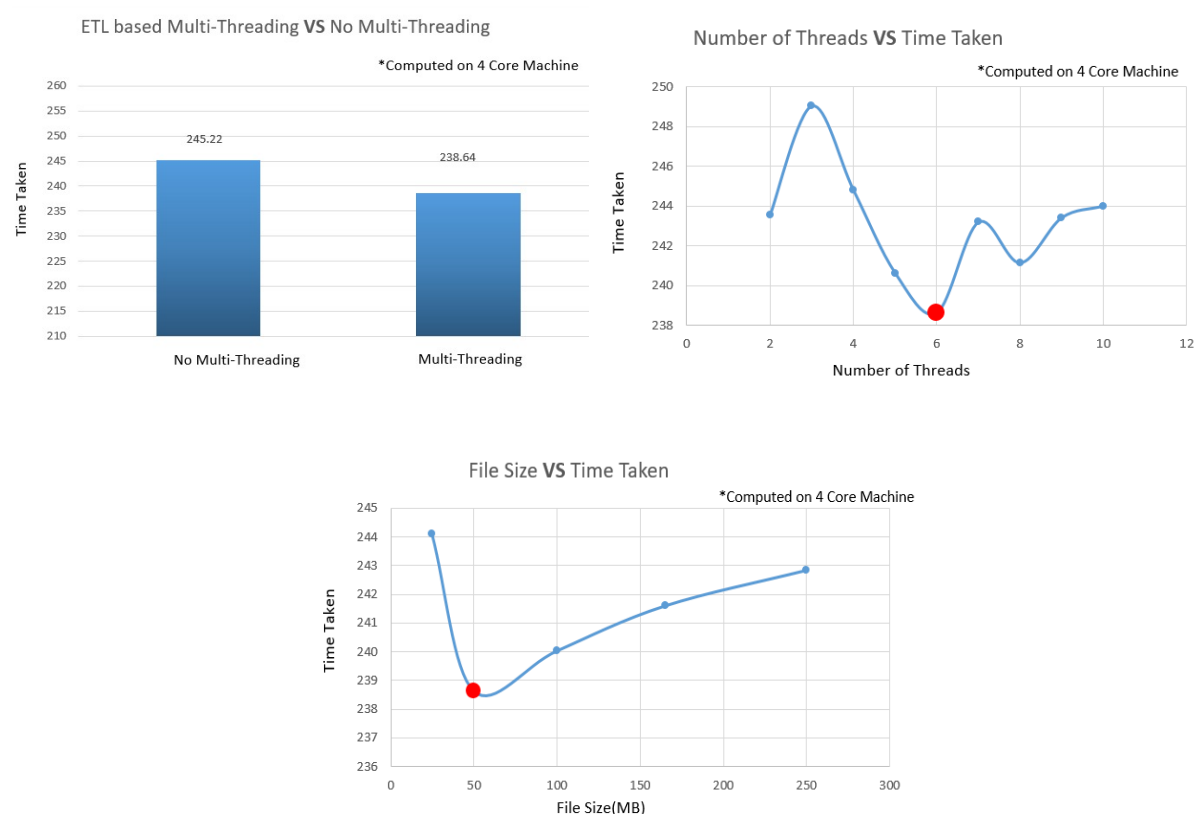 ETL based Multi-Threading VS No Multi-Threading
*Computed on 4 Core Machine
Time Taken
260
255
250
245
240
235
230
225
220
215
210
245.22
238.64
No Multi-Threading
Multi-Threading
Number of Threads VS Time Taken
*Computed on 4 Core Machine
Time Taken
250
248
246
244
242
240
238
0 2 4 6 8 10 12
Number of Threads
File Size VS Time Taken
*Computed on 4 Core Machine
Time Taken
245
244
243
242
241
240
239
238
237
236
0 50 100 150 200 250 300
File Size(MB)